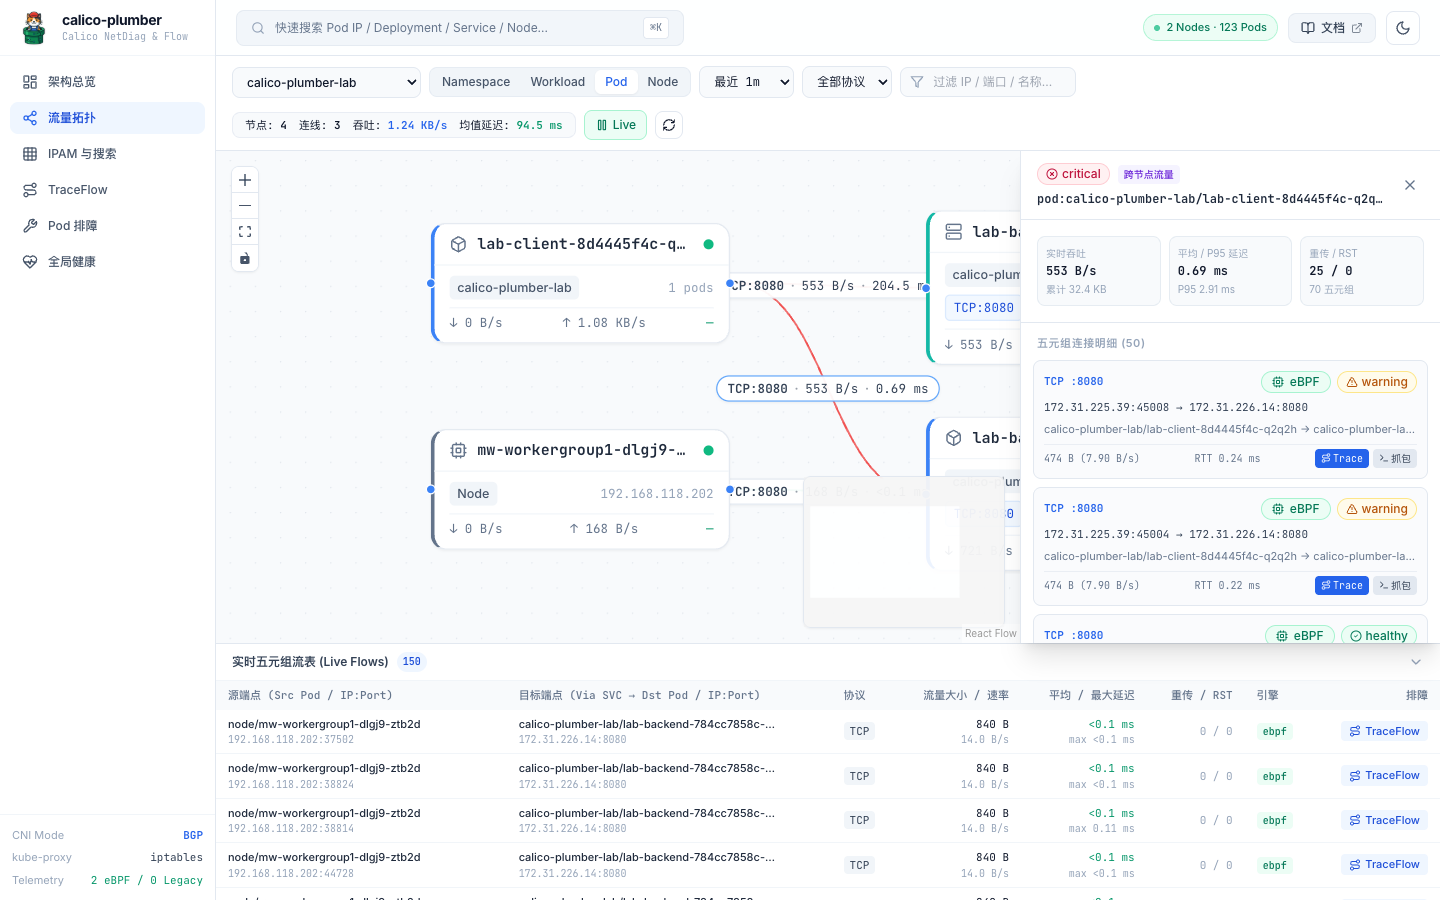 calico-plumber
Calico NetDiag & Flow
快速搜索 Pod IP / Deployment / Service / Node...
⌘K
2 Nodes · 123 Pods
文档
架构总览
流量拓扑
IPAM 与搜索
TraceFlow
Pod 排障
全局健康
CNI Mode BGP
kube-proxy iptables
Telemetry 2 eBPF / 0 Legacy
calico-plumber-lab
Namespace Workload Pod Node
最近 1m
全部协议
过滤 IP / 端口 / 名称...
节点: 4 连线: 3 吞吐: 1.24 KB/s 均值延迟: 94.5 ms
Live
lab-client-8d4445f4c-q…
calico-plumber-lab 1 pods
↓ 0 B/s ↑ 1.08 KB/s —
CP:8080 · 553 B/s · 204.5 m
lab-ba
calico-plum
TCP:8080
↓ 553 B/s
TCP:8080 · 553 B/s · 0.69 ms
mw-workergroup1-dlgj9-…
Node 192.168.118.202
↓ 0 B/s ↑ 168 B/s —
CP:8080 ·
lab-ba
React Flow
critical 跨节点流量
pod:calico-plumber-lab/lab-client-8d4445f4c-q2q…
实时吞吐
553 B/s
累计 32.4 KB
平均 / P95 延迟
0.69 ms
P95 2.91 ms
重传 / RST
25 / 0
70 五元组
五元组连接明细 (50)
TCP :8080 eBPF warning
172.31.225.39:45008 → 172.31.226.14:8080
calico-plumber-lab/lab-client-8d4445f4c-q2q2h → calico-plumber-la...
474 B (7.90 B/s) RTT 0.24 ms Trace 抓包
TCP :8080 eBPF warning
172.31.225.39:45004 → 172.31.226.14:8080
calico-plumber-lab/lab-client-8d4445f4c-q2q2h → calico-plumber-la...
474 B (7.90 B/s) RTT 0.22 ms Trace 抓包
TCP :8080 eBPF healthy
实时五元组流表 (Live Flows) 150
源端点 (Src Pod / IP:Port) 目标端点 (Via SVC → Dst Pod / IP:Port) 协议 流量大小 / 速率 平均 / 最大延迟 重传 / RST 引擎 排障
node/mw-workergroup1-dlgj9-ztb2d calico-plumber-lab/lab-backend-784cc7858c-... TCP 840 B <0.1 ms 0 / 0 ebpf TraceFlow
192.168.118.202:37502 172.31.226.14:8080 14.0 B/s max <0.1 ms
node/mw-workergroup1-dlgj9-ztb2d calico-plumber-lab/lab-backend-784cc7858c-... TCP 840 B <0.1 ms 0 / 0 ebpf TraceFlow
192.168.118.202:38824 172.31.226.14:8080 14.0 B/s max <0.1 ms
node/mw-workergroup1-dlgj9-ztb2d calico-plumber-lab/lab-backend-784cc7858c-... TCP 840 B <0.1 ms 0 / 0 ebpf TraceFlow
192.168.118.202:38814 172.31.226.14:8080 14.0 B/s max 0.11 ms
node/mw-workergroup1-dlgj9-ztb2d calico-plumber-lab/lab-backend-784cc7858c-... TCP 840 B <0.1 ms 0 / 0 ebpf TraceFlow
192.168.118.202:44728 172.31.226.14:8080 14.0 B/s max <0.1 ms